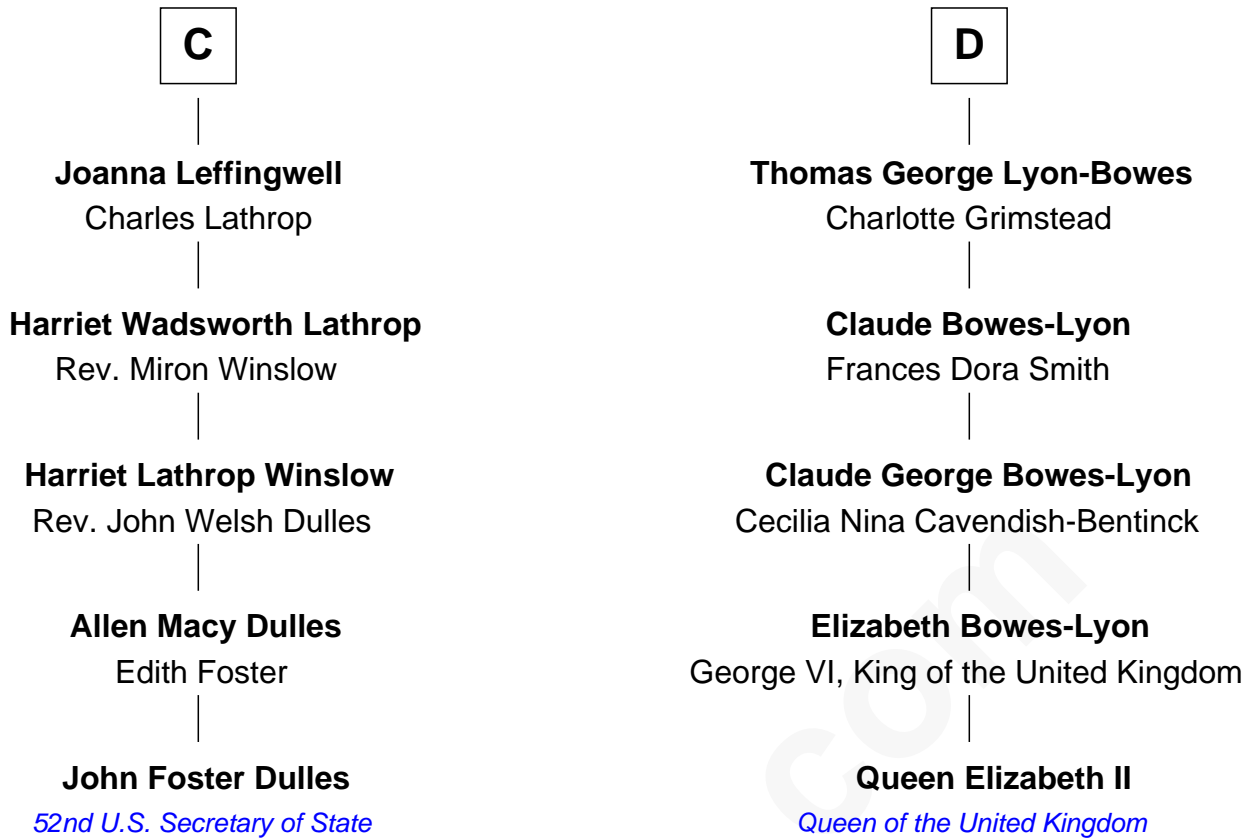 C
Joanna Leffingwell
Charles Lathrop
Harriet Wadsworth Lathrop
Rev. Miron Winslow
Harriet Lathrop Winslow
Rev. John Welsh Dulles
Allen Macy Dulles
Edith Foster
John Foster Dulles
52nd U.S. Secretary of State
D
Thomas George Lyon-Bowes
Charlotte Grimstead
Claude Bowes-Lyon
Frances Dora Smith
Claude George Bowes-Lyon
Cecilia Nina Cavendish-Bentinck
Elizabeth Bowes-Lyon
George VI, King of the United Kingdom
Queen Elizabeth II
Queen of the United Kingdom
com